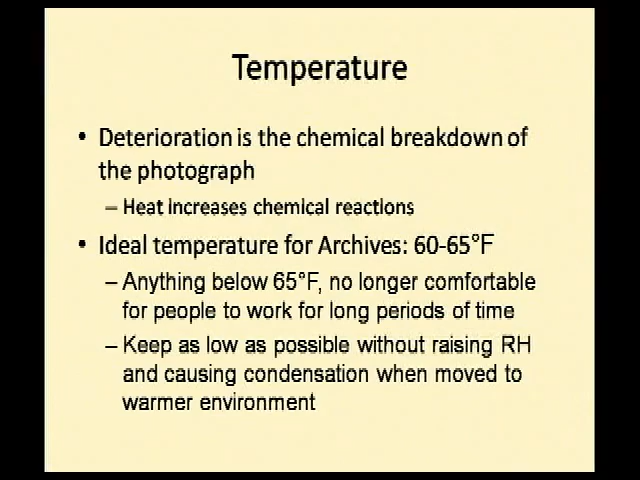 Temperature
• Deterioration is the chemical breakdown of
the photograph
– Heat increases chemical reactions
• Ideal temperature for Archives: 60-65°F
– Anything below 65°F, no longer comfortable
for people to work for long periods of time
– Keep as low as possible without raising RH
and causing condensation when moved to
warmer environment